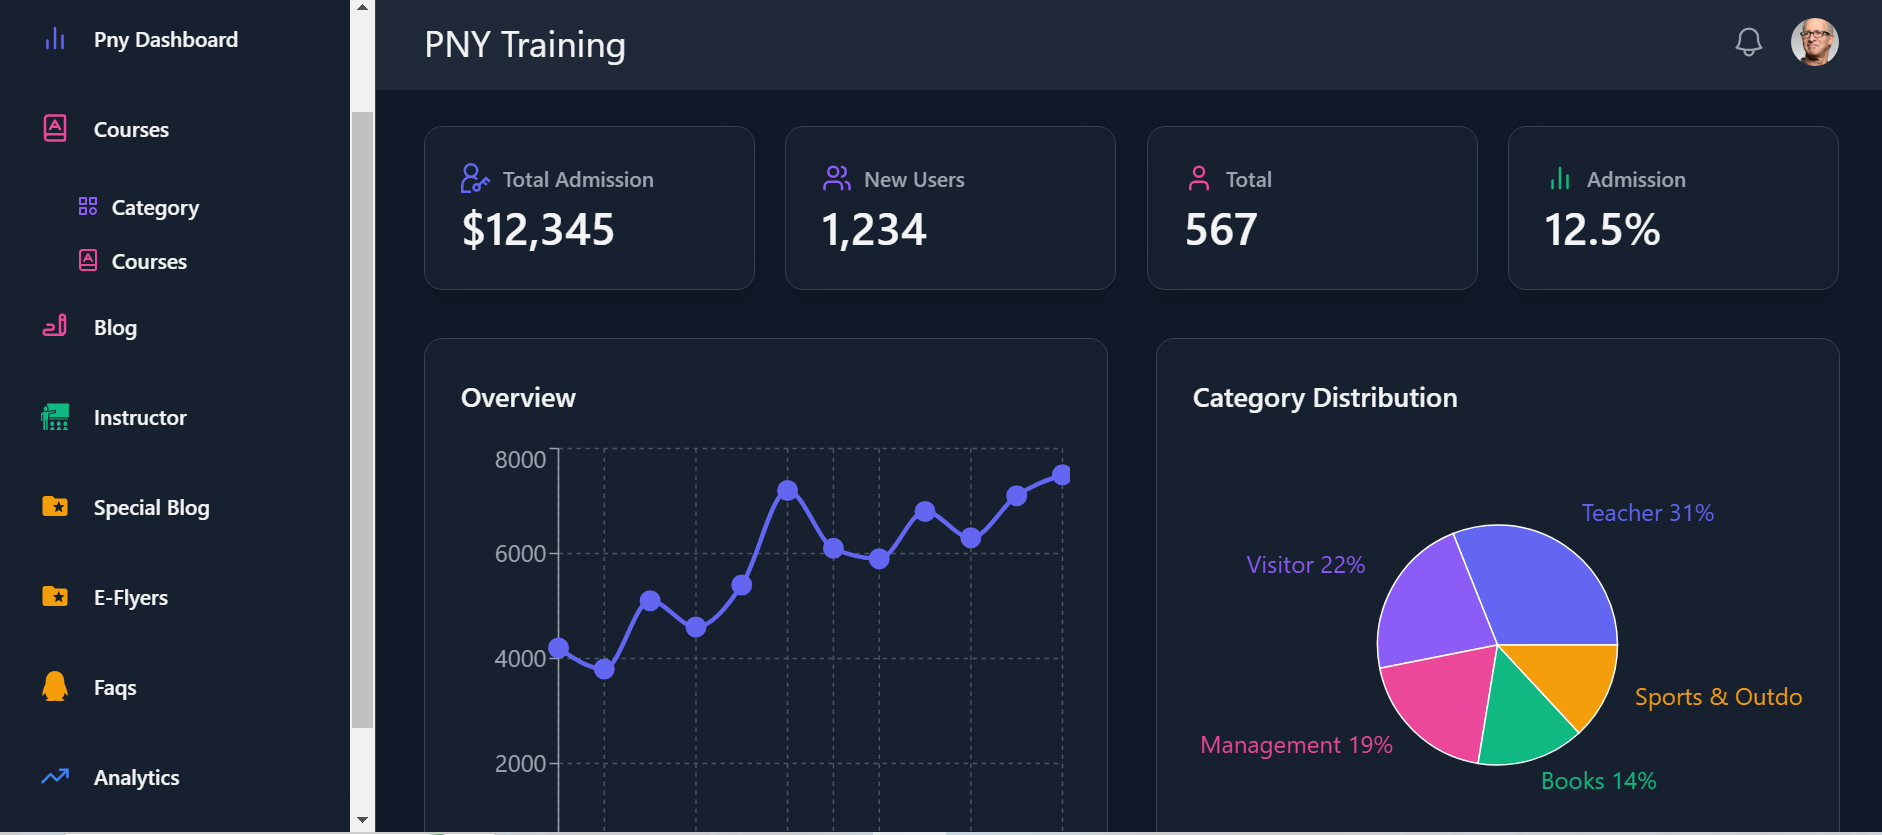 Pny Dashboard
Courses
Category
Courses
Blog
Instructor
Special Blog
E-Flyers
Faqs
Analytics
PNY Training
Total Admission
$12,345
New Users
1,234
Total
567
Admission
12.5%
Overview
8000
6000
4000
2000
Category Distribution
Teacher 31%
Visitor 22%
Sports & Outdo
Management 19%
Books 14%